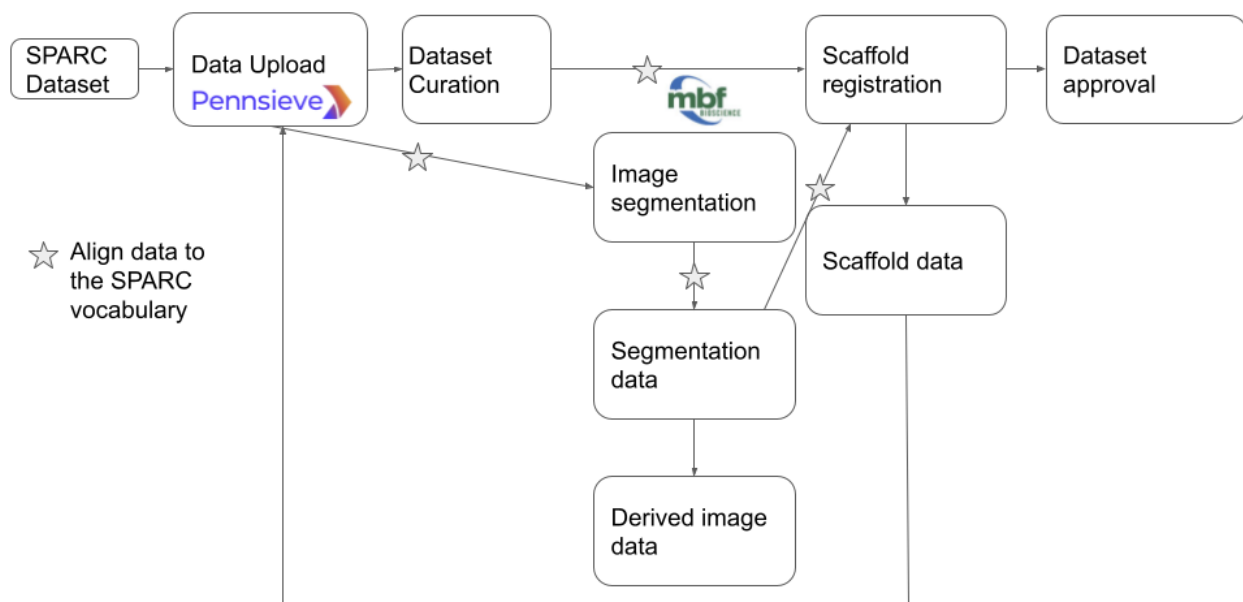 SPARC
Dataset
Data Upload
Pennsieve
Dataset
Curation
mbf
BIOSCIENCE
Scaffold
registration
Dataset
approval
Image
segmentation
Align data to
the SPARC
vocabulary
Scaffold data
Segmentation
data
Derived image
data